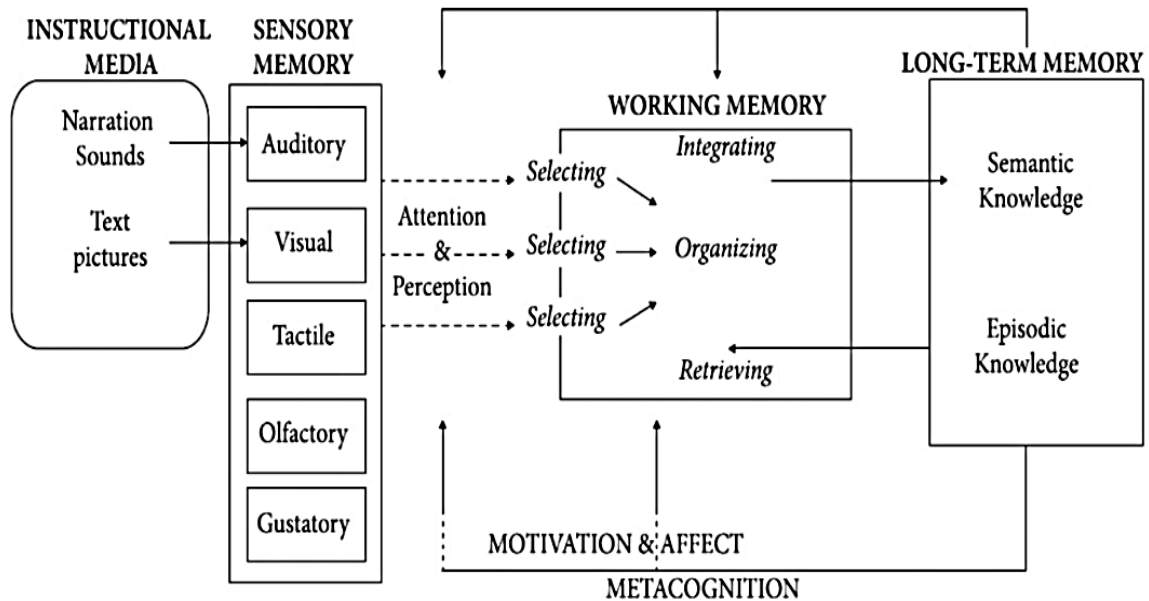 INSTRUCTIONAL
MEDIA
SENSORY
MEMORY
LONG-TERM MEMORY
WORKING MEMORY
Narration
Sounds
Text
pictures
Auditory
Visual
Tactile
Olfactory
Gustatory
Attention
&
Perception
Selecting
Selecting
Selecting
Integrating
Organizing
Retrieving
Semantic
Knowledge
Episodic
Knowledge
MOTIVATION & AFFECT
METACOGNITION